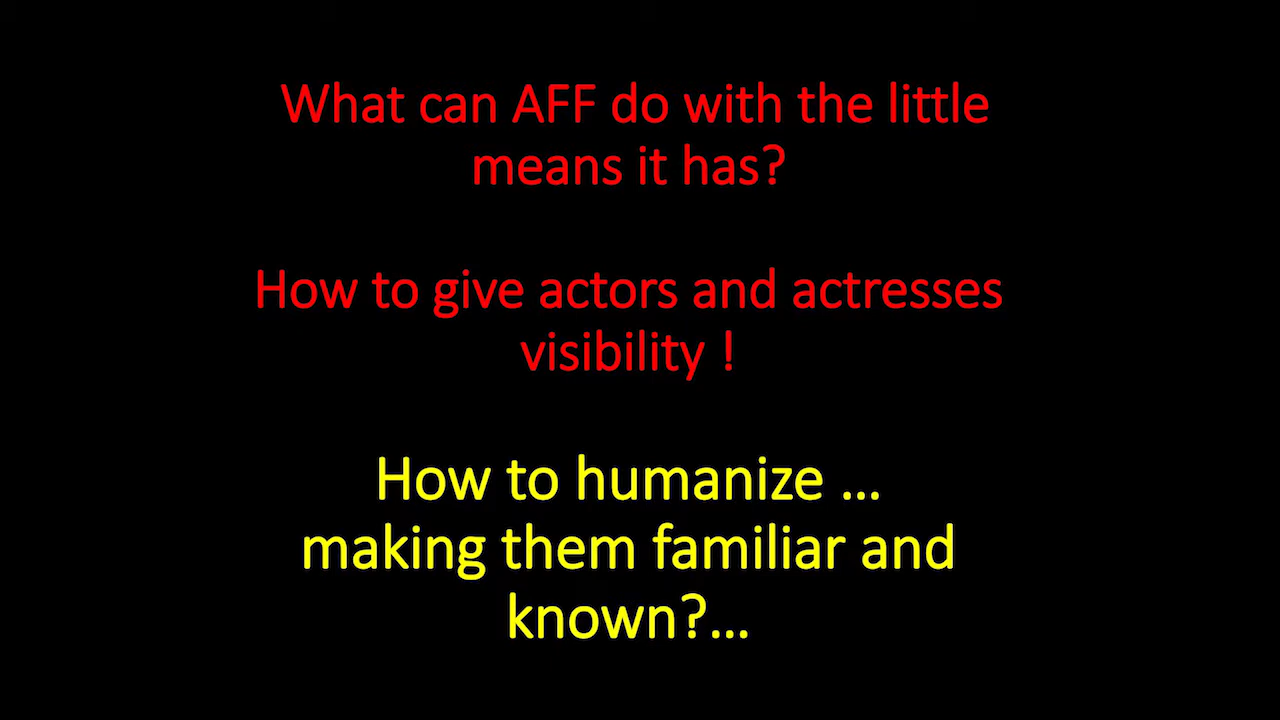 What can AFF do with the little
means it has?
How to give actors and actresses
visibility !
How to humanize …
making them familiar and
known?…